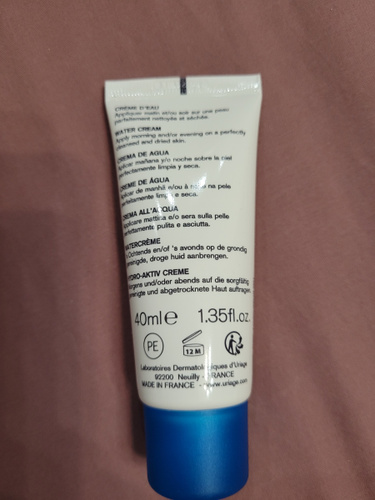 CRÈME D'EAU
Appliquer matin et/ou soir sur une peau
parfaitement nettoyée et séchée.
WATER CREAM
Apply morning and/or evening on a perfectly
cleansed and dried skin.
CREMA DE AGUA
Aplicar mañana y/o noche sobre la piel
perfectamente limpia y seca.
CREME DE ÁGUA
Aplicar de manhã e/ou à noite na pele
perfeitamente limpa e seca.
CREMA ALL'ACQUA
Applicare mattina e/o sera sulla pelle
perfettamente pulita e asciutta.
WATERCRÈME
's Ochtends en/of 's avonds op de grondig
gereinigde, droge huid aanbrengen.
HYDRO-AKTIV CREME
Morgens und/oder abends auf die sorgfältig
gereinigte und abgetrocknete Haut auftragen.
40ml e 1.35fl.oz.
PE 12 M
Laboratoires Dermatologiques d'Uriage
92200 Neuilly - FRANCE
MADE IN FRANCE - www.uriage.com